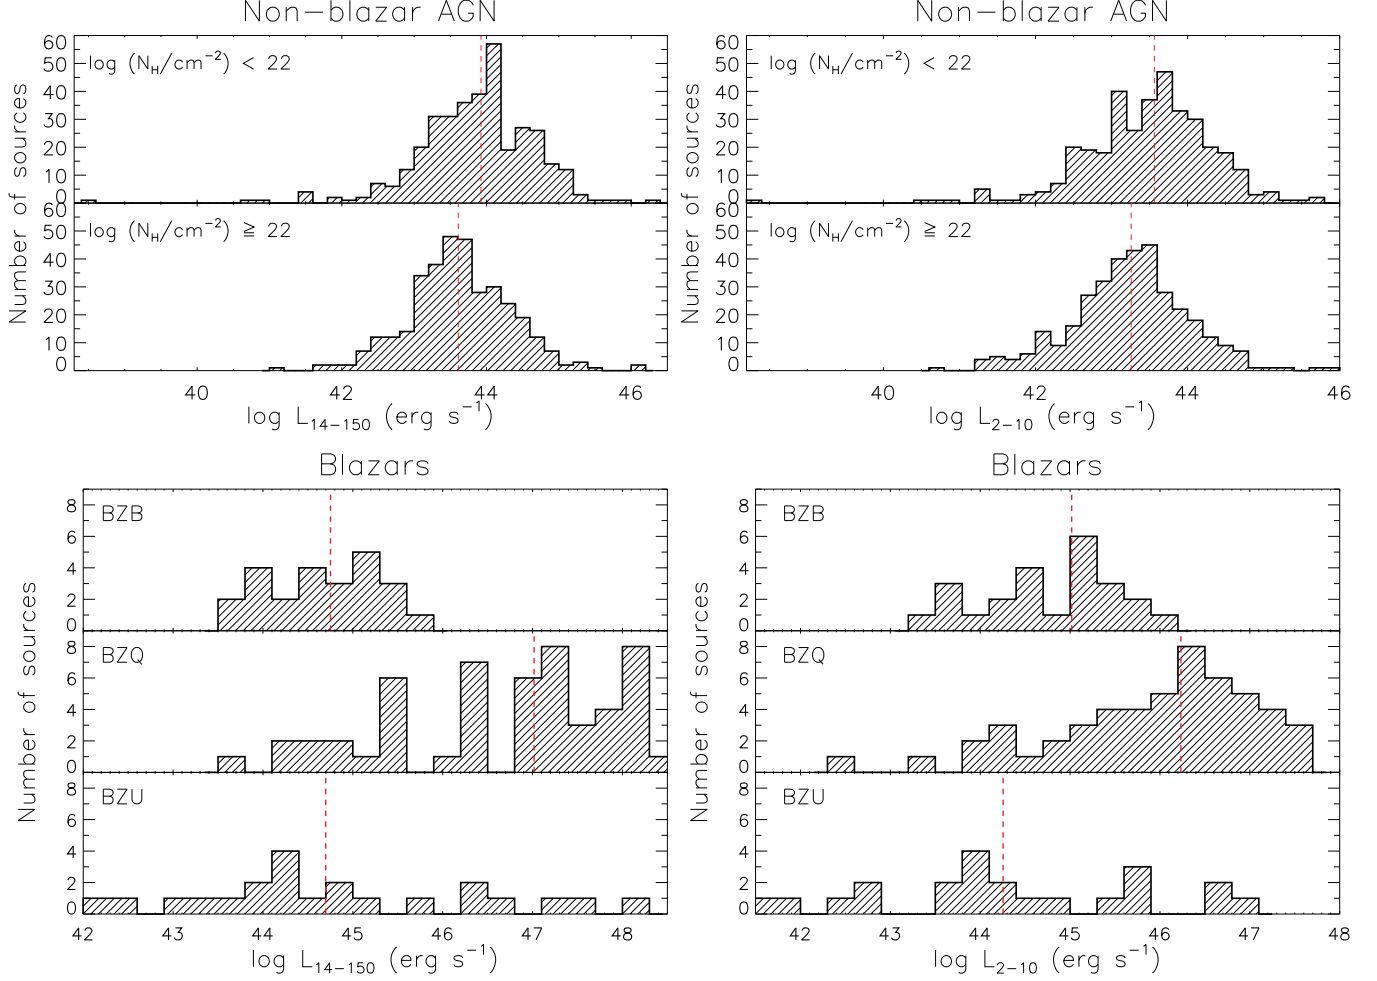 Non−blazar AGN
Non−blazar AGN
Number of sources
60
50
40
30
20
10
0
log (N_H/cm^−2) < 22
60
50
40
30
20
10
0
log (N_H/cm^−2) ≧ 22
40 42 44 46
log L_14−150 (erg s^−1)
Number of sources
Number of sources
60
50
40
30
20
10
0
log (N_H/cm^−2) < 22
Number of sources
60
50
40
30
20
10
0
log (N_H/cm^−2) ≧ 22
40 42 44 46
log L_2−10 (erg s^−1)
Blazars
Number of sources
8
6
4
2
0
BZB
8
6
4
2
0
BZQ
8
6
4
2
0
BZU
42 43 44 45 46 47 48
log L_14−150 (erg s^−1)
Blazars
Number of sources
8
6
4
2
0
BZB
8
6
4
2
0
BZQ
8
6
4
2
0
BZU
42 43 44 45 46 47 48
log L_2−10 (erg s^−1)